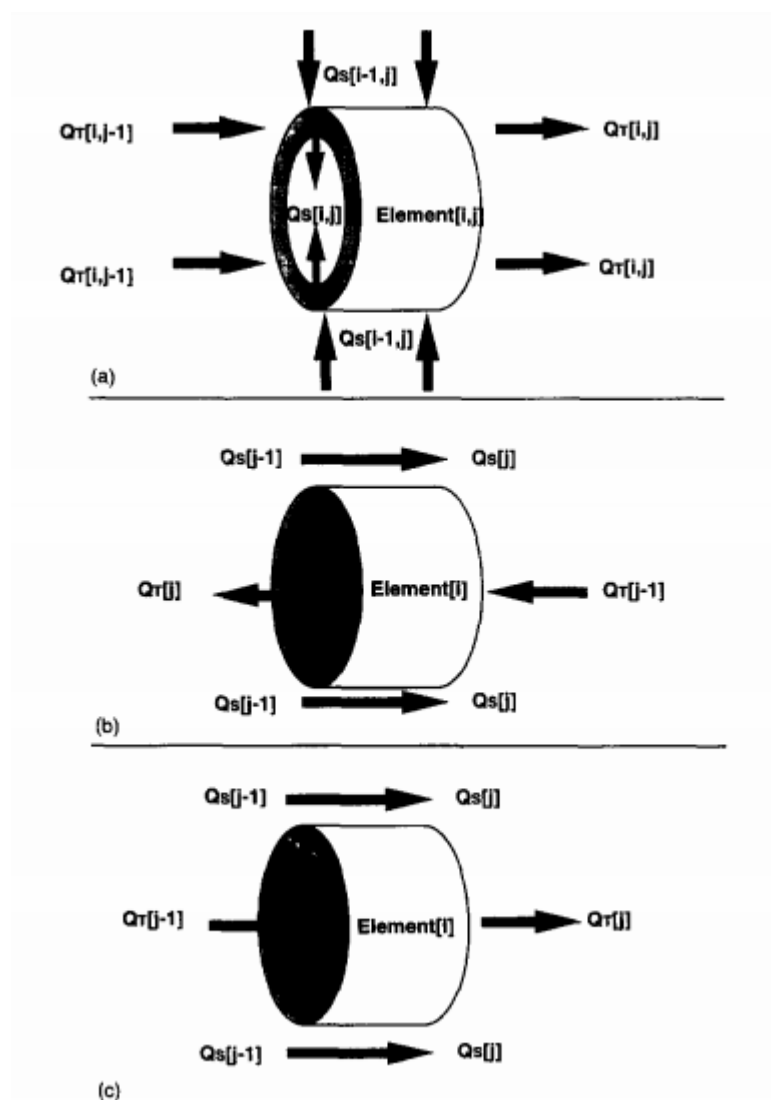 Qs[i-1,j]
QT[i,j-1] QT[i,j]
Qs[i,j] Element[i,j]
QT[i,j-1] QT[i,j]
Qs[i-1,j]
(a)
Qs[j-1] Qs[j]
QT[j] Element[i] QT[j-1]
Qs[j-1] Qs[j]
(b)
Qs[j-1] Qs[j]
QT[j-1] Element[i] QT[j]
Qs[j-1] Qs[j]
(c)